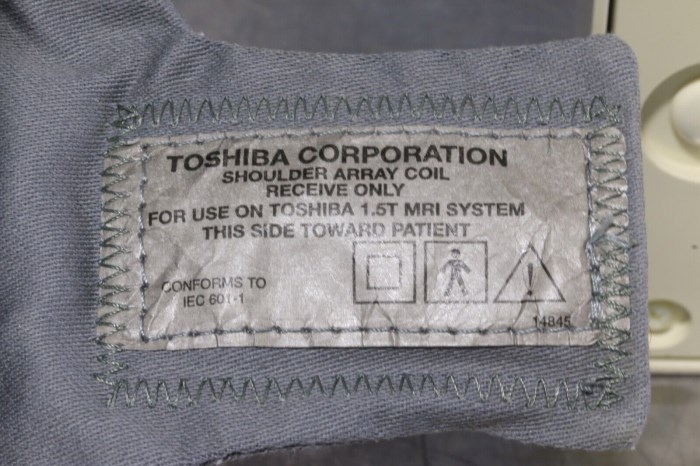 TOSHIBA CORPORATION
SHOULDER ARRAY COIL
RECEIVE ONLY
FOR USE ON TOSHIBA 1.5T MRI SYSTEM
THIS SIDE TOWARD PATIENT
CONFORMS TO
IEC 601-1
14845